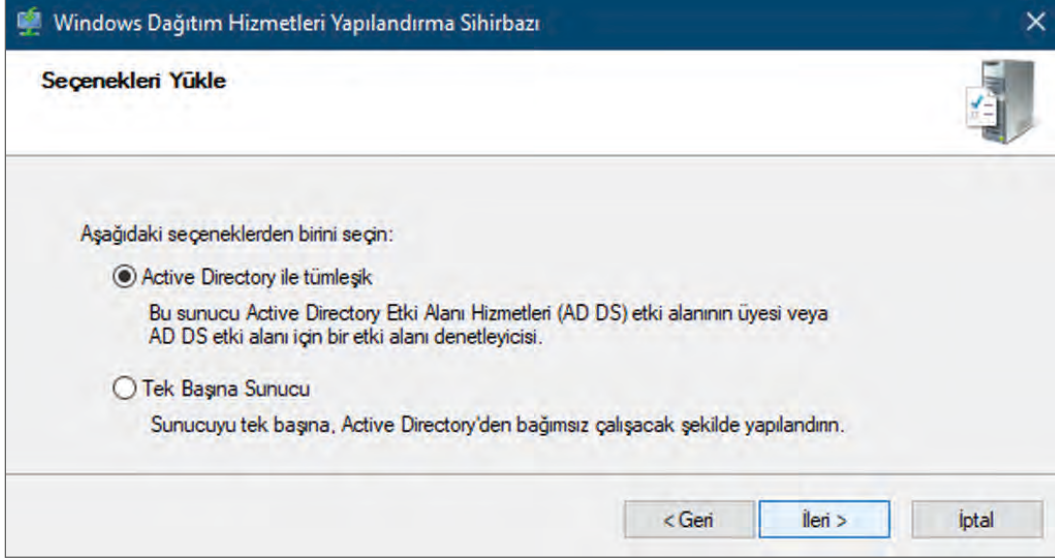 Windows Dağıtım Hizmetleri Yapılandırma Sihirbazı
Seçenekleri Yükle
Aşağıdaki seçeneklerden birini seçin:
Active Directory ile tümleşik
Bu sunucu Active Directory Etki Alanı Hizmetleri (AD DS) etki alanının üyesi veya
AD DS etki alanı için bir etki alanı denetleyicisi.
Tek Başına Sunucu
Sunucuyu tek başına, Active Directory'den bağımsız çalışacak şekilde yapılandırın.
< Geri
İleri >
İptal